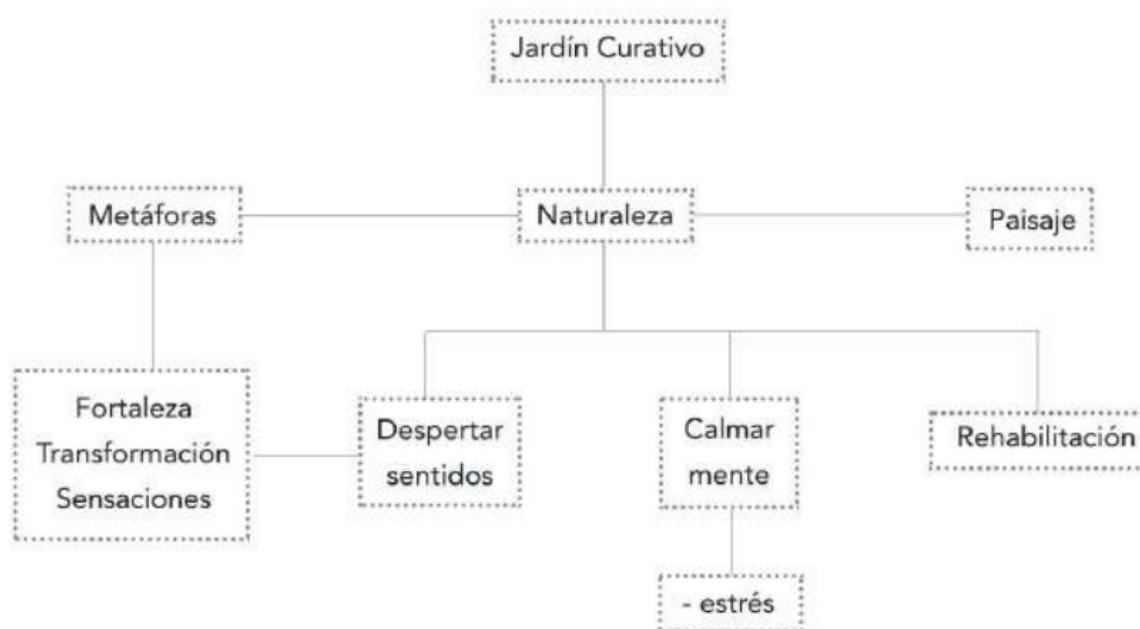 Jardín Curativo
Metáforas
Naturaleza
Paisaje
Fortaleza
Transformación
Sensaciones
Despertar
sentidos
Calmar
mente
Rehabilitación
- estrés